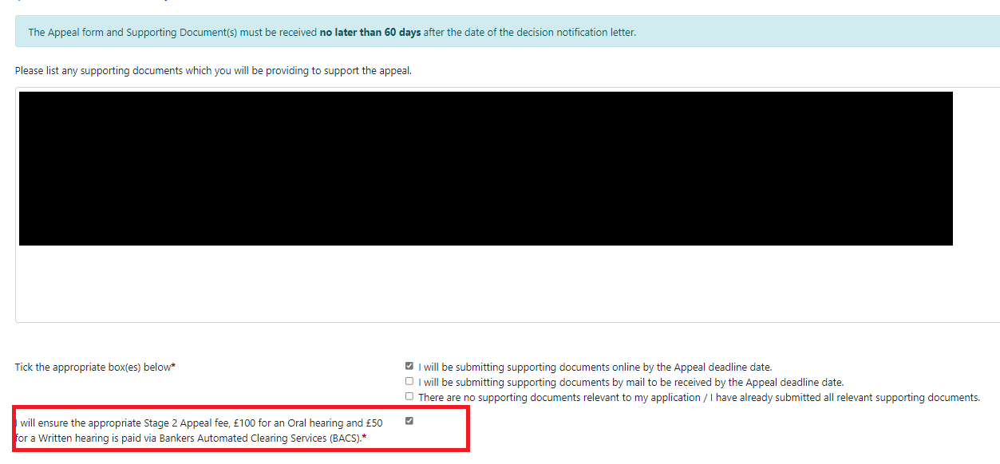 The Appeal form and Supporting Document(s) must be received no later than 60 days after the date of the decision notification letter.
Please list any supporting documents which you will be providing to support the appeal.
Tick the appropriate box(es) below*
I will be submitting supporting documents online by the Appeal deadline date.
I will be submitting supporting documents by mail to be received by the Appeal deadline date.
There are no supporting documents relevant to my application / I have already submitted all relevant supporting documents.
I will ensure the appropriate Stage 2 Appeal fee, £100 for an Oral hearing and £50
for a Written hearing is paid via Bankers Automated Clearing Services (BACS).*